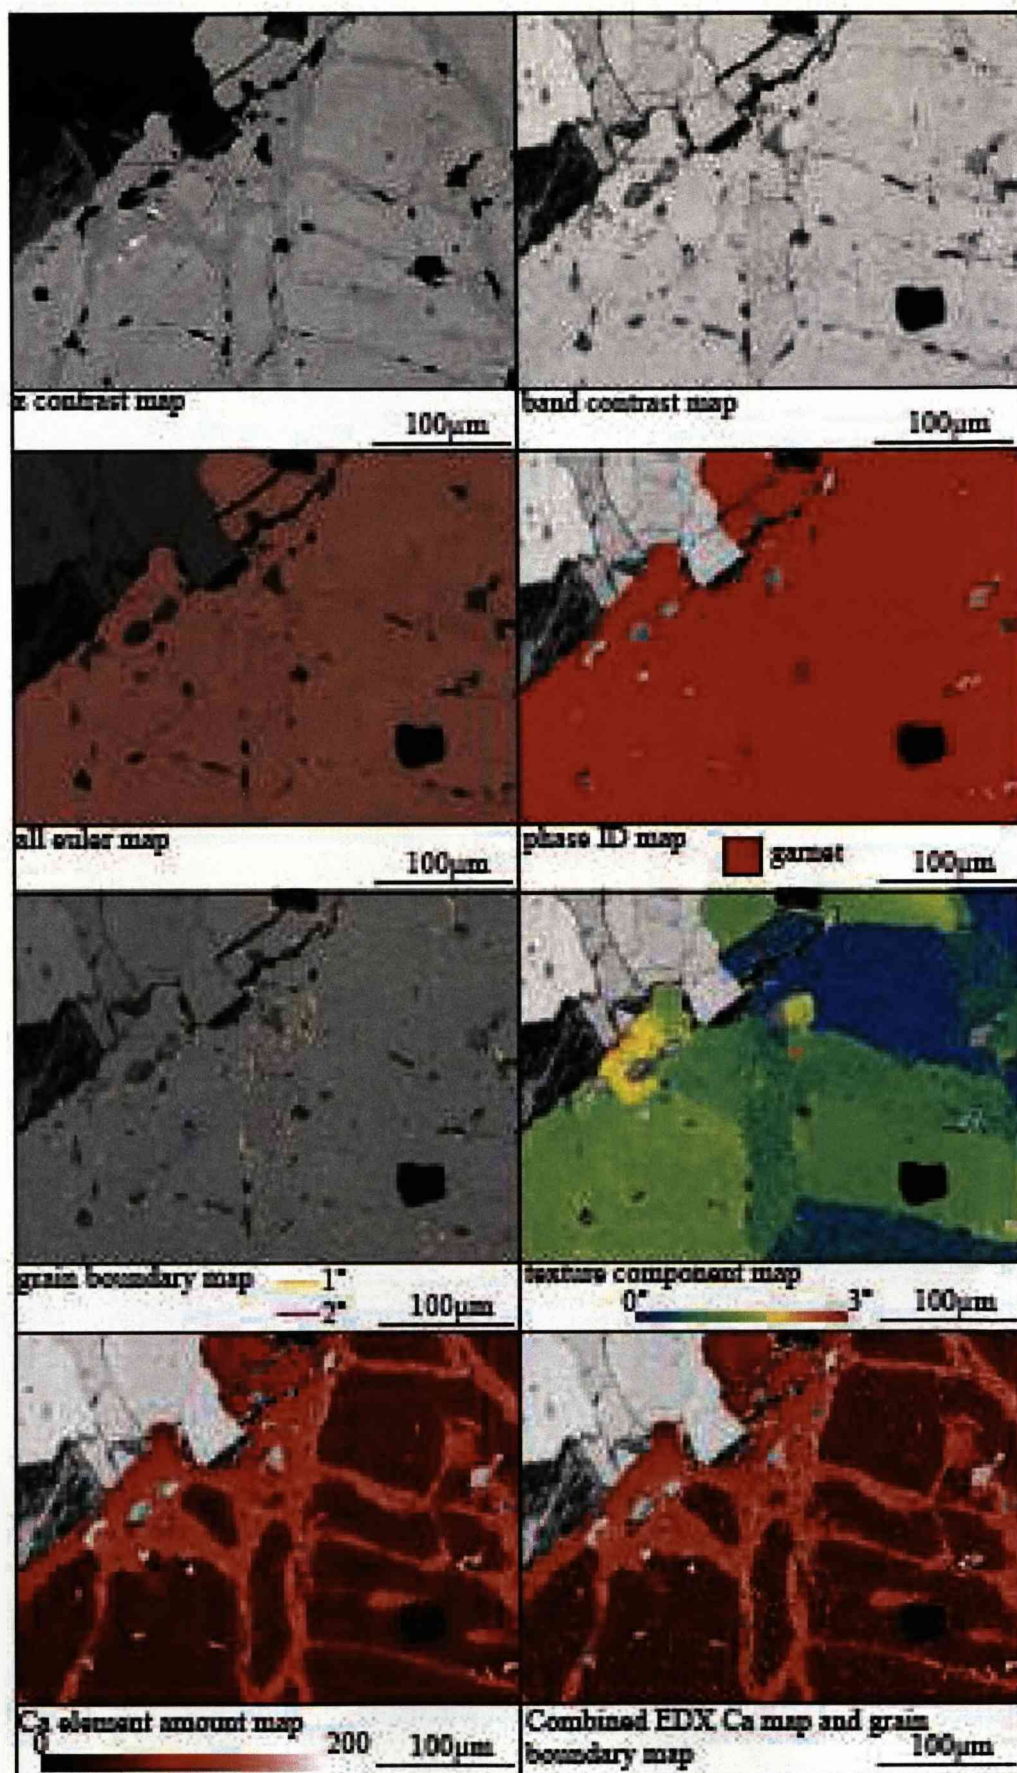 z contrast map
100µm
band contrast map
100µm
all euler map
100µm
phase ID map
garnet
100µm
grain boundary map
1°
2°
100µm
texture component map
0° 3°
100µm
Ca element amount map
0 200
100µm
Combined EDX Ca map and grain
boundary map
100µm